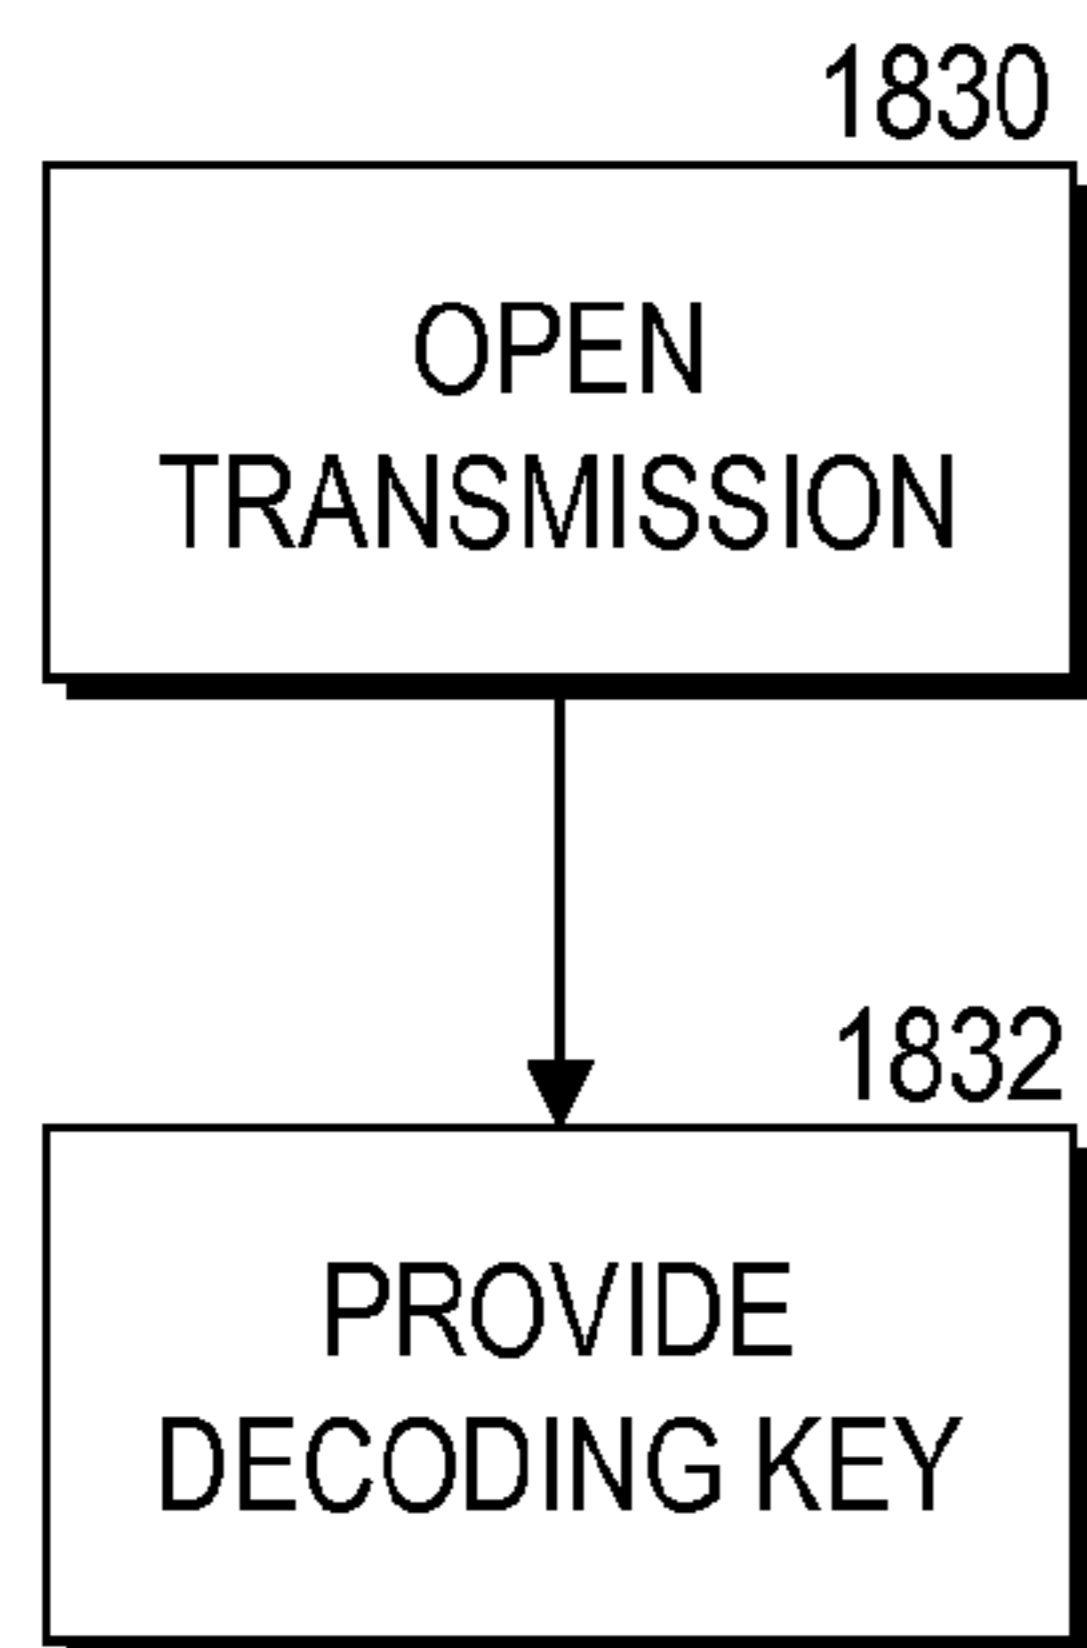 1830
OPEN
TRANSMISSION
1832
PROVIDE
DECODING KEY